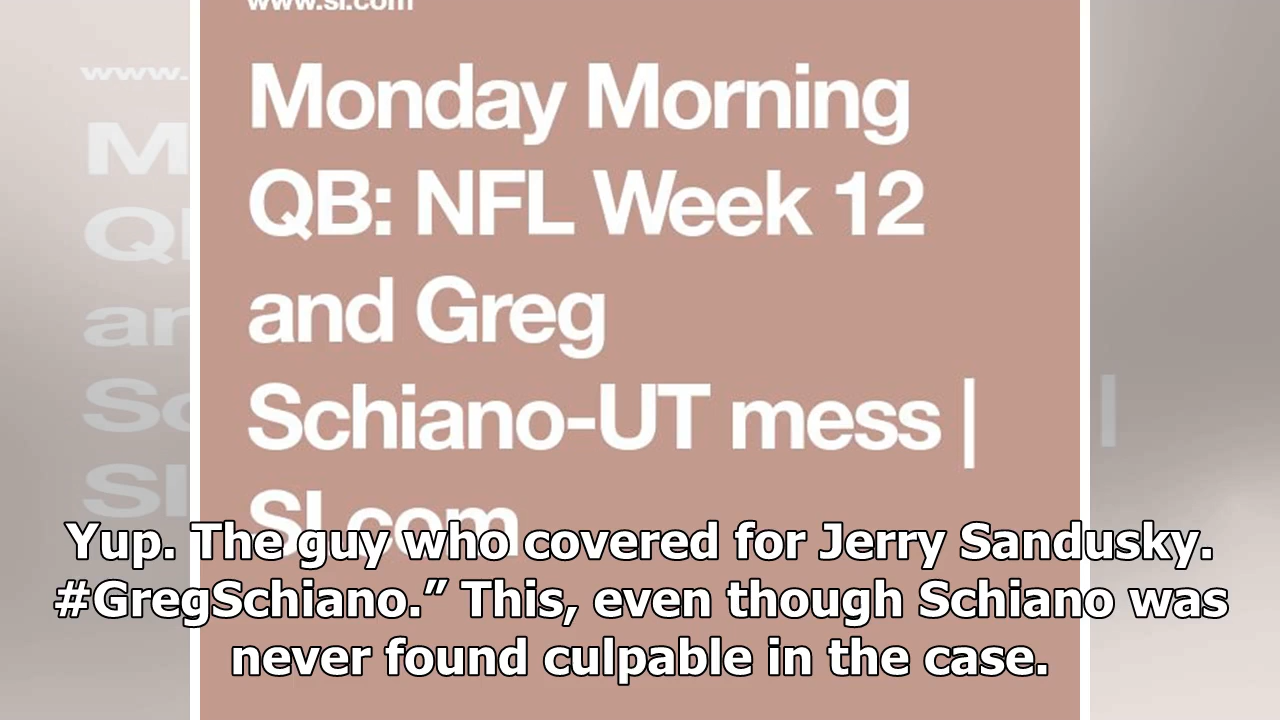 www.si.com
Monday Morning
QB: NFL Week 12
and Greg
Schiano-UT mess |
SI.com
Yup. The guy who covered for Jerry Sandusky.
#GregSchiano.” This, even though Schiano was
never found culpable in the case.